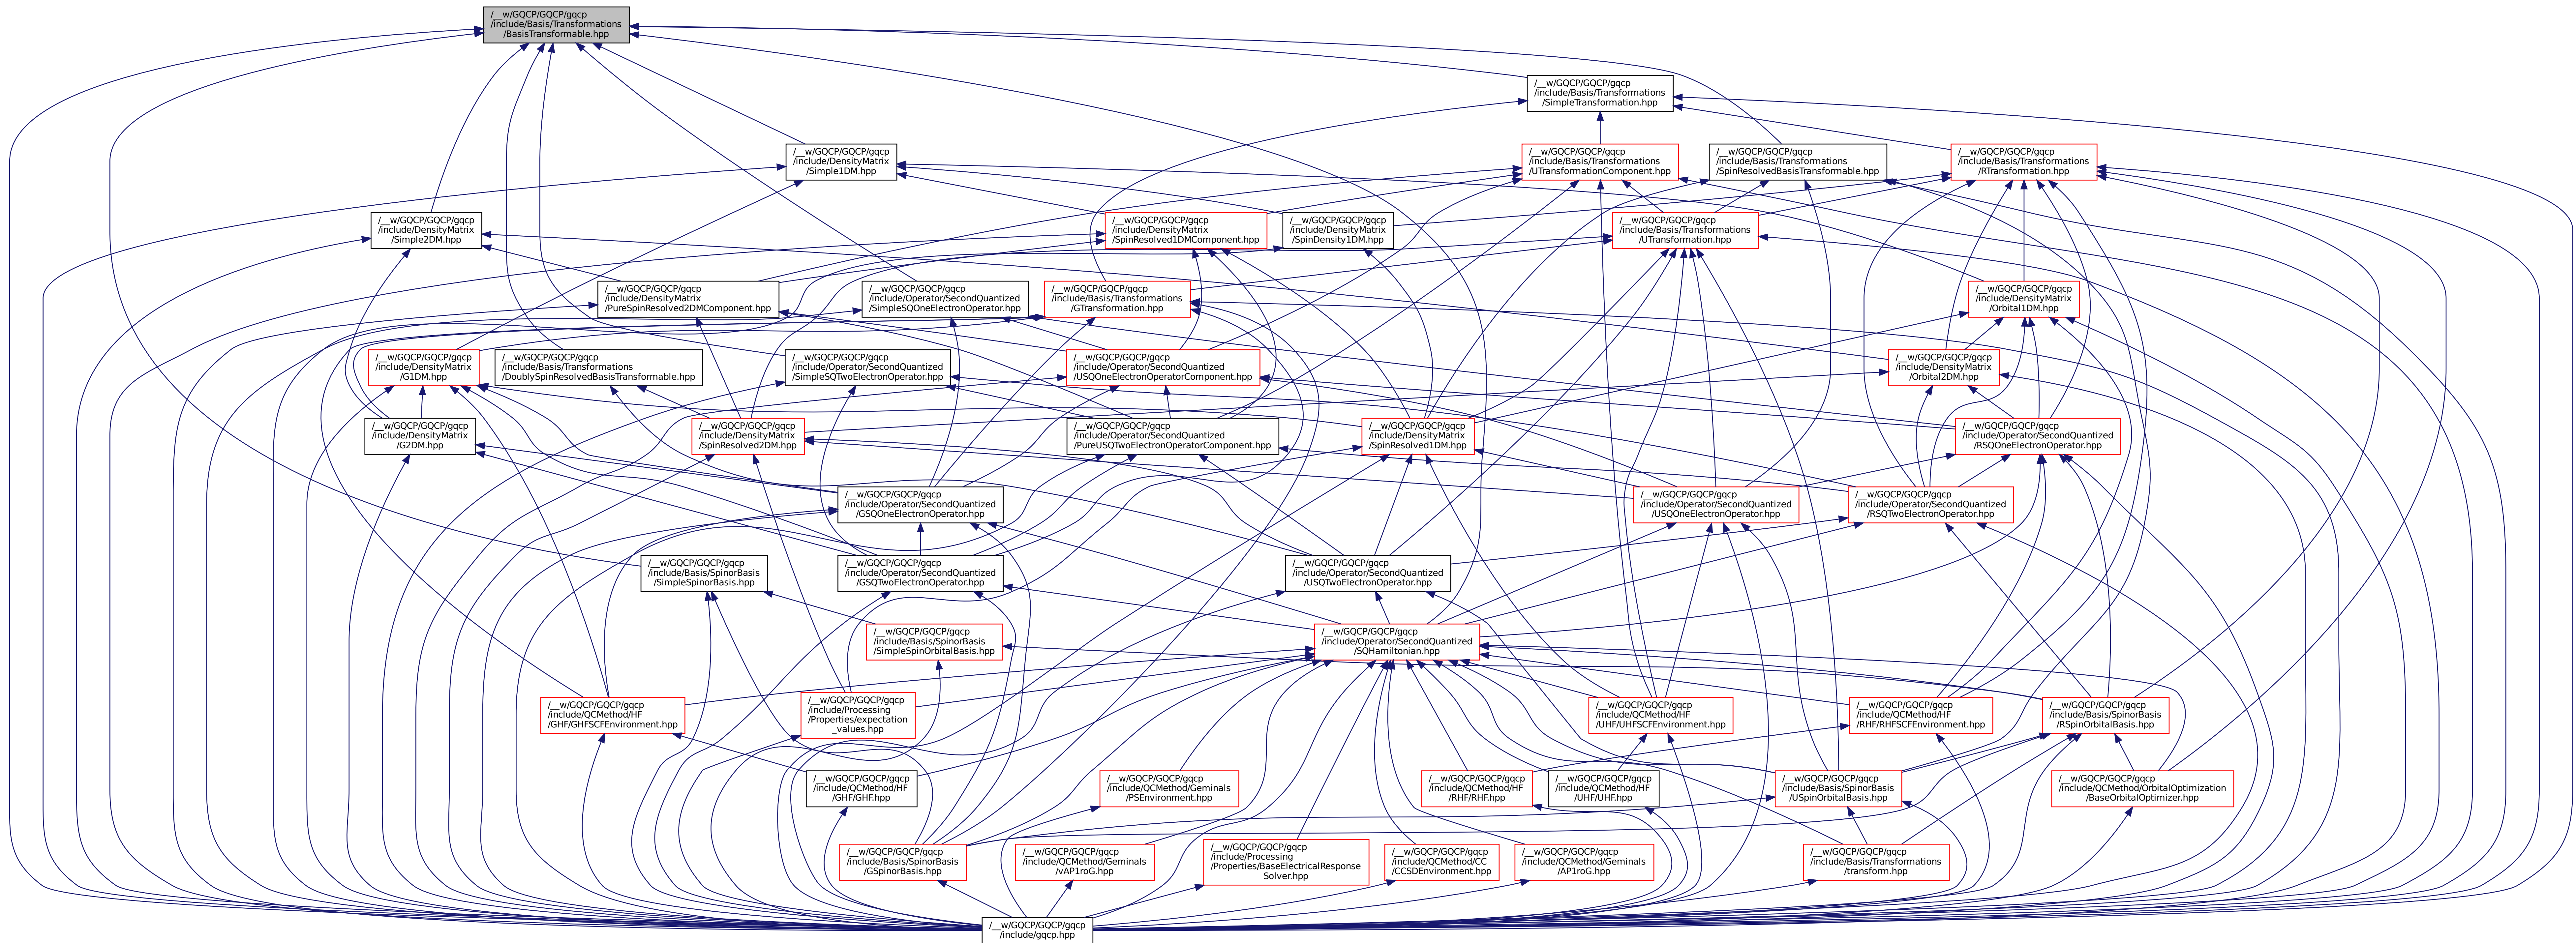 /__w/GQCP/GQCP/gqcp
/include/Basis/Transformations
/BasisTransformable.hpp
/__w/GQCP/GQCP/gqcp
/include/Basis/Transformations
/SimpleTransformation.hpp
/__w/GQCP/GQCP/gqcp
/include/DensityMatrix
/Simple1DM.hpp
/__w/GQCP/GQCP/gqcp
/include/Basis/Transformations
/UTransformationComponent.hpp
/__w/GQCP/GQCP/gqcp
/include/Basis/Transformations
/SpinResolvedBasisTransformable.hpp
/__w/GQCP/GQCP/gqcp
/include/Basis/Transformations
/RTransformation.hpp
/__w/GQCP/GQCP/gqcp
/include/DensityMatrix
/Simple2DM.hpp
/__w/GQCP/GQCP/gqcp
/include/DensityMatrix
/SpinResolved1DMComponent.hpp
/__w/GQCP/GQCP/gqcp
/include/DensityMatrix
/SpinDensity1DM.hpp
/__w/GQCP/GQCP/gqcp
/include/Basis/Transformations
/UTransformation.hpp
/__w/GQCP/GQCP/gqcp
/include/DensityMatrix
/PureSpinResolved2DMComponent.hpp
/__w/GQCP/GQCP/gqcp
/include/Operator/SecondQuantized
/SimpleSQOneElectronOperator.hpp
/__w/GQCP/GQCP/gqcp
/include/Basis/Transformations
/GTransformation.hpp
/__w/GQCP/GQCP/gqcp
/include/DensityMatrix
/Orbital1DM.hpp
/__w/GQCP/GQCP/gqcp
/include/DensityMatrix
/G1DM.hpp
/__w/GQCP/GQCP/gqcp
/include/Basis/Transformations
/DoublySpinResolvedBasisTransformable.hpp
/__w/GQCP/GQCP/gqcp
/include/Operator/SecondQuantized
/SimpleSQTwoElectronOperator.hpp
/__w/GQCP/GQCP/gqcp
/include/Operator/SecondQuantized
/USQOneElectronOperatorComponent.hpp
/__w/GQCP/GQCP/gqcp
/include/DensityMatrix
/Orbital2DM.hpp
/__w/GQCP/GQCP/gqcp
/include/DensityMatrix
/G2DM.hpp
/__w/GQCP/GQCP/gqcp
/include/DensityMatrix
/SpinResolved2DM.hpp
/__w/GQCP/GQCP/gqcp
/include/Operator/SecondQuantized
/PureUSQTwoElectronOperatorComponent.hpp
/__w/GQCP/GQCP/gqcp
/include/DensityMatrix
/SpinResolved1DM.hpp
/__w/GQCP/GQCP/gqcp
/include/Operator/SecondQuantized
/RSQOneElectronOperator.hpp
/__w/GQCP/GQCP/gqcp
/include/Operator/SecondQuantized
/GSQOneElectronOperator.hpp
/__w/GQCP/GQCP/gqcp
/include/Operator/SecondQuantized
/USQOneElectronOperator.hpp
/__w/GQCP/GQCP/gqcp
/include/Operator/SecondQuantized
/RSQTwoElectronOperator.hpp
/__w/GQCP/GQCP/gqcp
/include/Basis/SpinorBasis
/SimpleSpinorBasis.hpp
/__w/GQCP/GQCP/gqcp
/include/Operator/SecondQuantized
/GSQTwoElectronOperator.hpp
/__w/GQCP/GQCP/gqcp
/include/Operator/SecondQuantized
/USQTwoElectronOperator.hpp
/__w/GQCP/GQCP/gqcp
/include/Basis/SpinorBasis
/SimpleSpinOrbitalBasis.hpp
/__w/GQCP/GQCP/gqcp
/include/Operator/SecondQuantized
/SQHamiltonian.hpp
/__w/GQCP/GQCP/gqcp
/include/QCMethod/HF
/GHF/GHFSCFEnvironment.hpp
/__w/GQCP/GQCP/gqcp
/include/Processing
/Properties/expectation
_values.hpp
/__w/GQCP/GQCP/gqcp
/include/QCMethod/HF
/UHF/UHFSCFEnvironment.hpp
/__w/GQCP/GQCP/gqcp
/include/QCMethod/HF
/RHF/RHFSCFEnvironment.hpp
/__w/GQCP/GQCP/gqcp
/include/Basis/SpinorBasis
/RSpinOrbitalBasis.hpp
/__w/GQCP/GQCP/gqcp
/include/QCMethod/HF
/GHF/GHF.hpp
/__w/GQCP/GQCP/gqcp
/include/QCMethod/Geminals
/PSEnvironment.hpp
/__w/GQCP/GQCP/gqcp
/include/QCMethod/HF
/RHF/RHF.hpp
/__w/GQCP/GQCP/gqcp
/include/QCMethod/HF
/UHF/UHF.hpp
/__w/GQCP/GQCP/gqcp
/include/Basis/SpinorBasis
/USpinOrbitalBasis.hpp
/__w/GQCP/GQCP/gqcp
/include/QCMethod/OrbitalOptimization
/BaseOrbitalOptimizer.hpp
/__w/GQCP/GQCP/gqcp
/include/Basis/SpinorBasis
/GSpinorBasis.hpp
/__w/GQCP/GQCP/gqcp
/include/QCMethod/Geminals
/vAP1roG.hpp
/__w/GQCP/GQCP/gqcp
/include/Processing
/Properties/BaseElectricalResponse
Solver.hpp
/__w/GQCP/GQCP/gqcp
/include/QCMethod/CC
/CCSDEnvironment.hpp
/__w/GQCP/GQCP/gqcp
/include/QCMethod/Geminals
/AP1roG.hpp
/__w/GQCP/GQCP/gqcp
/include/Basis/Transformations
/transform.hpp
/__w/GQCP/GQCP/gqcp
/include/gqcp.hpp